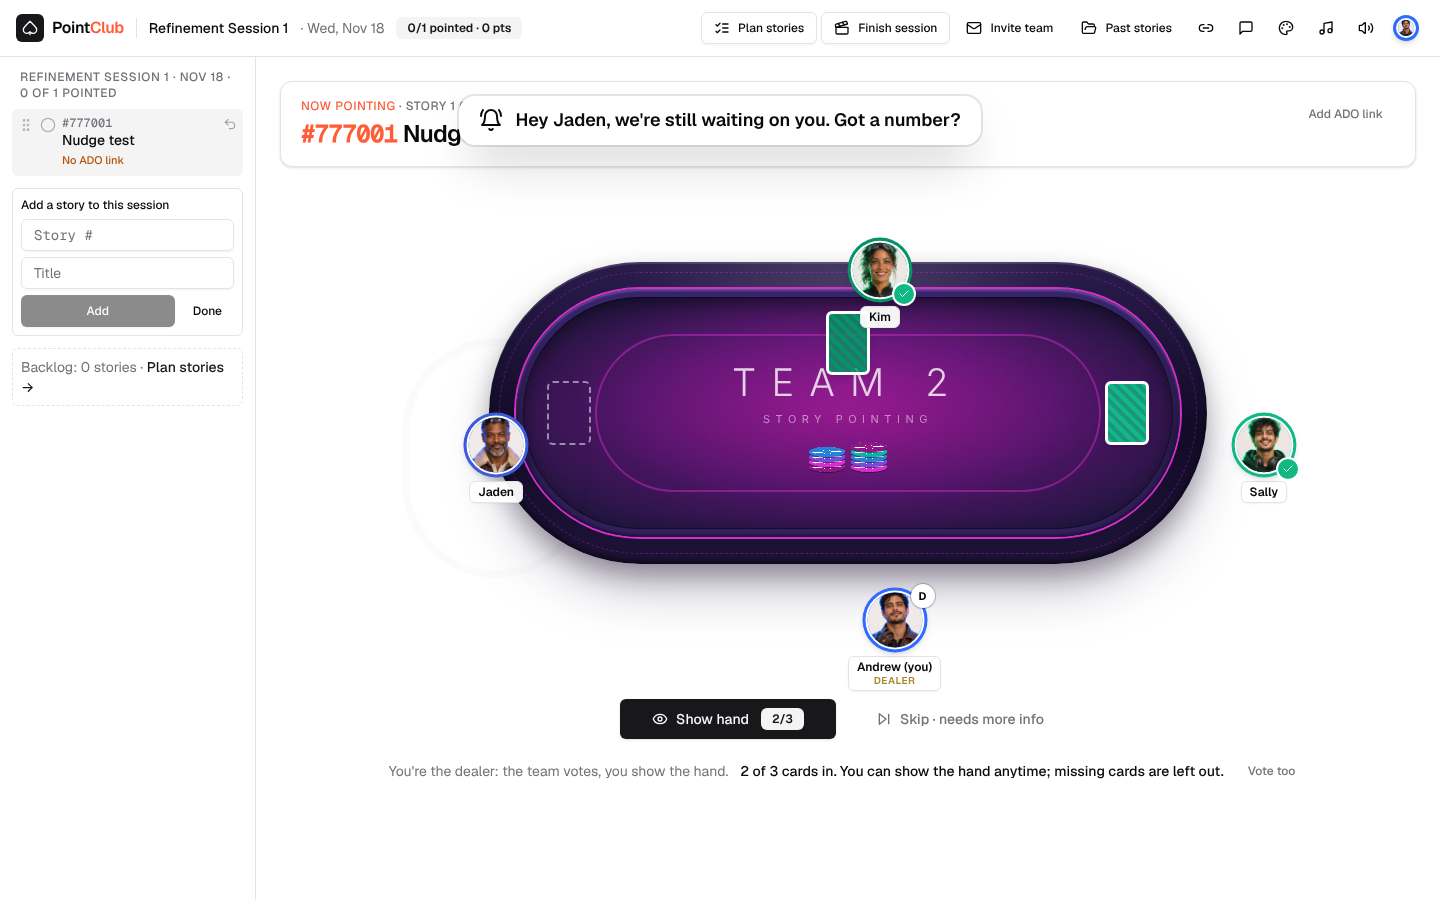 PointClub
Refinement Session 1 · Wed, Nov 18
0/1 pointed · 0 pts
Plan stories
Finish session
Invite team
Past stories
REFINEMENT SESSION 1 · NOV 18 ·
0 OF 1 POINTED
#777001
Nudge test
No ADO link
Add a story to this session
Story #
Title
Add
Done
Backlog: 0 stories · Plan stories
→
NOW POINTING · STORY 1
#777001 Nudg
Hey Jaden, we're still waiting on you. Got a number?
Add ADO link
Kim
TEAM 2
STORY POINTING
Jaden
Sally
D
Andrew (you)
DEALER
Show hand 2/3
Skip · needs more info
You're the dealer: the team votes, you show the hand. 2 of 3 cards in. You can show the hand anytime; missing cards are left out. Vote too